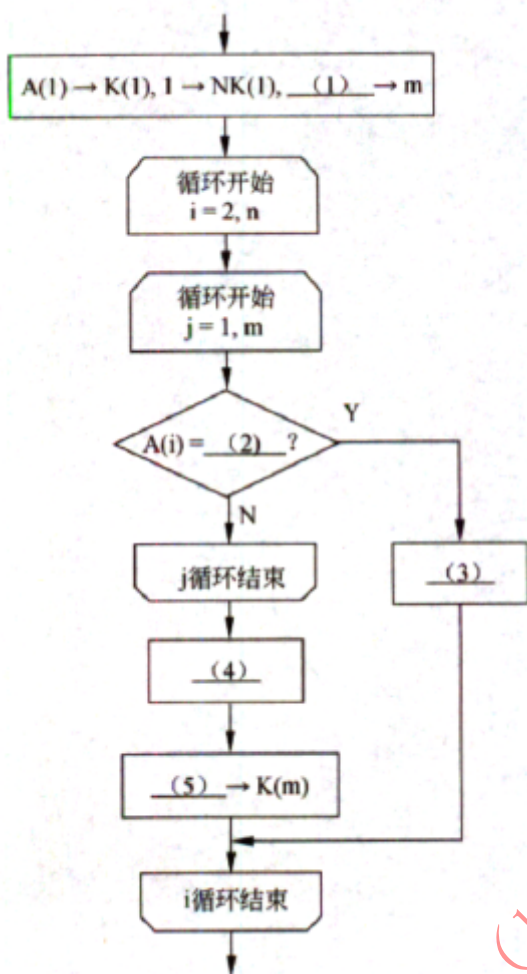 A(1) → K(1), 1 → NK(1), (1) → m
循环开始
i = 2, n
循环开始
j = 1, m
A(i) = (2) ?
Y
N
j循环结束
(3)
(4)
(5) → K(m)
i循环结束